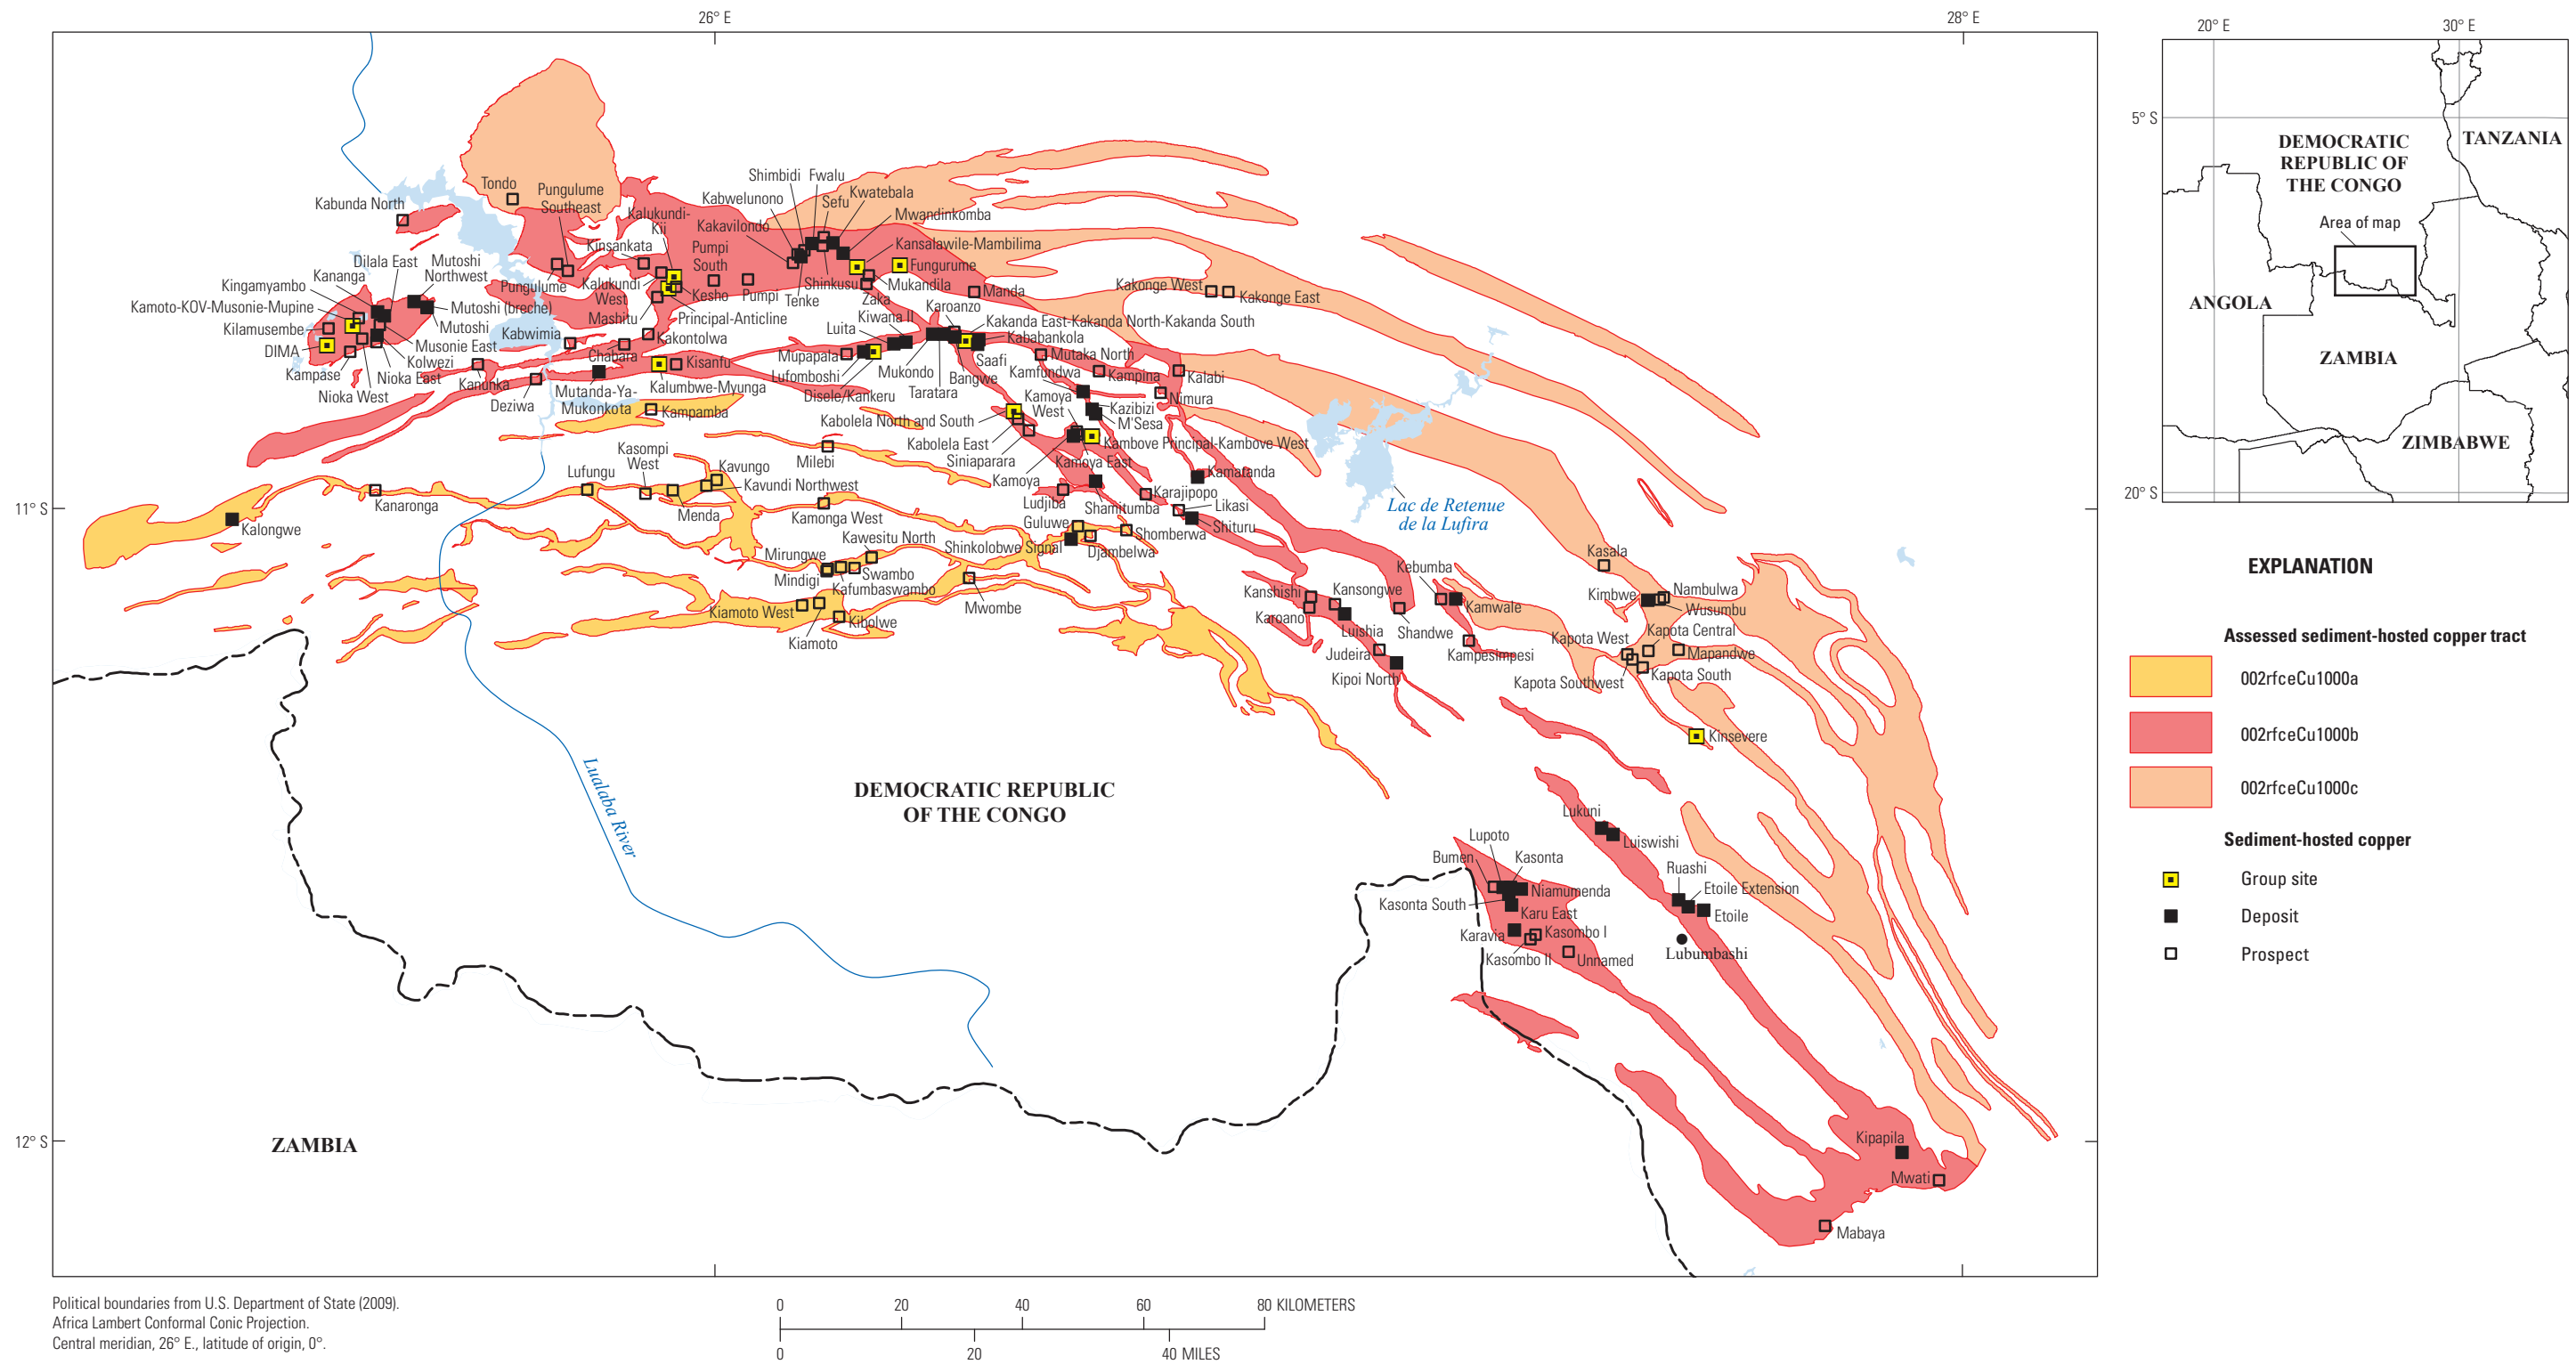 26° E
28° E
20° E
30° E
5° S
20° S
DEMOCRATIC
REPUBLIC OF
THE CONGO
TANZANIA
Area of map
ANGOLA
ZAMBIA
ZIMBABWE
Tondo
Pungulume
Southeast
Kabunda North
Kalukundi-
Kii
Kinsankata
Shimbidi
Fwalu
Kabwelunono
Kwatebala
Sefu
Mwandinkomba
Kakavilondo
Pumpi
South
Kansalawile-Mambilima
Fungurume
Dilala East
Mutoshi
Northwest
Kananga
Kingamyambo
Kamoto-KOV-Musonie-Mupine
Kilamusembe
DIMA
Kampase
Nioka West
Nioka East
Kolwezi
Musonie East
Mutoshi
Mutoshi (breche)
Pungulume
Kalukundi
West
Mashitu
Kesho
Pumpi
Principal-Anticline
Tenke
Shinkusu
Zaka
Mukandila
Manda
Kakonge West
Kakonge East
Kabwimia
Chabara
Kakontolwa
Kanunka
Deziwa
Mutanda-Ya-
Mukonkota
Kisanfu
Kalumbwe-Myunga
Kampamba
Luita
Kiwana II
Karoanzo
Kakanda East-Kakanda North-Kakanda South
Kababankola
Mupapala
Lufomboshi
Disele/Kankeru
Mukondo
Taratara
Bangwe
Saafi
Mutaka North
Kamfundwa
Kampina
Kalabi
Nimura
Kamoya
West
Kazibizi
M'Sesa
Kabolela North and South
Kabolela East
Siniaparara
Kambove Principal-Kambove West
Kamoya East
Kamoya
Kamatanda
Karajipopo
Likasi
Shituru
Ludjiba
Shamitumba
Guluwe
Shomberwa
Shinkolobwe Signal
Djambelwa
Milebi
Kasompi
West
Lufungu
Kavungo
Kavundi Northwest
Menda
Kamonga West
Kanaronga
11° S
Kalongwe
Kawesitu North
Mirungwe
Mindigi
Swambo
Kafumbaswambo
Kiamoto West
Kiamoto
Kibolwe
Mwombe
Lac de Retenue
de la Lufira
Kasala
Kebumba
Kamwale
Kanshishi
Kansongwe
Karoano
Luishia
Shandwe
Kampesimpesi
Judeira
Kipoi North
Kimbwe
Nambulwa
Wusumbu
Kapota West
Kapota Central
Mapandwe
Kapota South
Kapota Southwest
Kinsevere
Lualaba River
DEMOCRATIC REPUBLIC
OF THE CONGO
Lukuni
Luiswishi
Lupoto
Bumen
Kasonta
Niamumenda
Kasonta South
Karu East
Karavia
Kasombo I
Kasombo II
Unnamed
Ruashi
Etoile Extension
Etoile
Lubumbashi
12° S
ZAMBIA
Kipapila
Mwati
Mabaya
EXPLANATION
Assessed sediment-hosted copper tract
002rfceCu1000a
002rfceCu1000b
002rfceCu1000c
Sediment-hosted copper
Group site
Deposit
Prospect
Political boundaries from U.S. Department of State (2009).
Africa Lambert Conformal Conic Projection.
Central meridian, 26° E., latitude of origin, 0°.
0 20 40 60 80 KILOMETERS
0 20 40 MILES